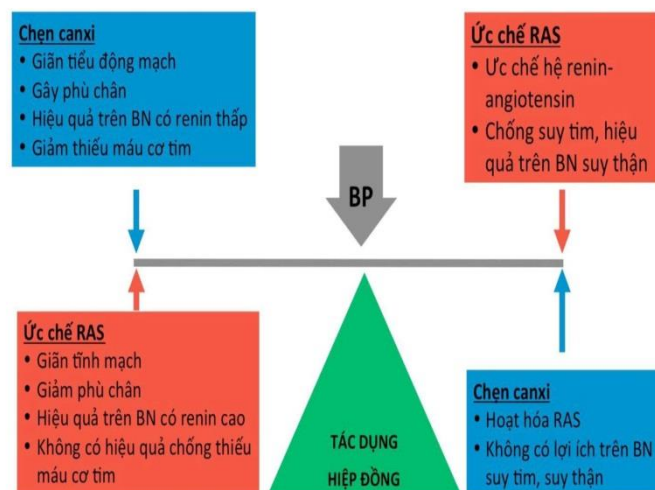 Chẹn canxi
• Giãn tiểu động mạch
• Gây phù chân
• Hiệu quả trên BN có renin thấp
• Giảm thiếu máu cơ tim
Ức chế RAS
• Ưc chế hệ renin-
angiotensin
• Chống suy tim, hiệu
quả trên BN suy thận
BP
Ức chế RAS
• Giãn tĩnh mạch
• Giảm phù chân
• Hiệu quả trên BN có renin cao
• Không có hiệu quả chống thiếu
máu cơ tim
TÁC DỤNG
HIỆP ĐỒNG
Chẹn canxi
• Hoạt hóa RAS
• Không có lợi ích trên BN
suy tim, suy thận